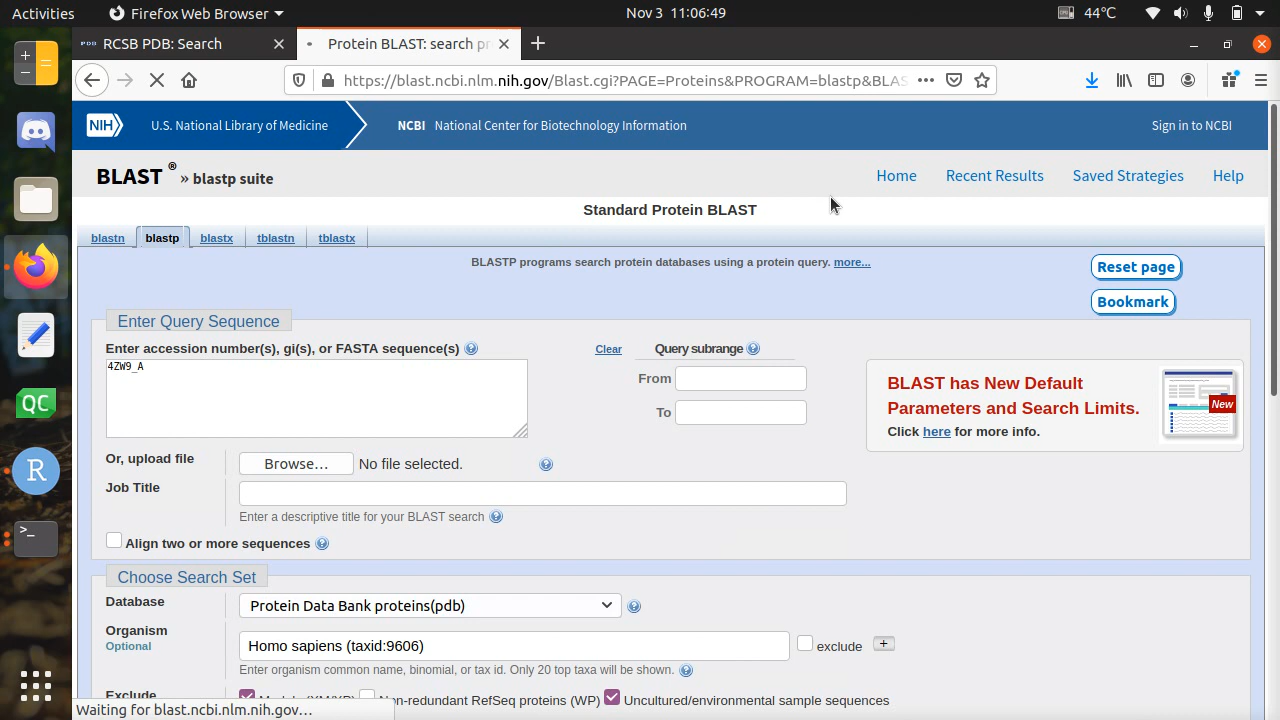 Activities Firefox Web Browser Nov 3 11:06:49 44°C
PDB RCSB PDB: Search Protein BLAST: search pr
https://blast.ncbi.nlm.nih.gov/Blast.cgi?PAGE=Proteins&PROGRAM=blastp&BLAS
NIH U.S. National Library of Medicine NCBI National Center for Biotechnology Information Sign in to NCBI
BLAST ® » blastp suite Home Recent Results Saved Strategies Help
Standard Protein BLAST
blastn blastp blastx tblastn tblastx
BLASTP programs search protein databases using a protein query. more...
Reset page
Bookmark
Enter Query Sequence
Enter accession number(s), gi(s), or FASTA sequence(s) Clear Query subrange
4ZW9_A
From
To
BLAST has New Default
Parameters and Search Limits.
Click here for more info.
New
Or, upload file Browse... No file selected.
Job Title
Enter a descriptive title for your BLAST search
Align two or more sequences
Choose Search Set
Database Protein Data Bank proteins(pdb)
Organism
Optional
Homo sapiens (taxid:9606) exclude +
Enter organism common name, binomial, or tax id. Only 20 top taxa will be shown.
Exclude Models (XM/XP) Non-redundant RefSeq proteins (WP) Uncultured/environmental sample sequences
Waiting for blast.ncbi.nlm.nih.gov...
QC
R
>_